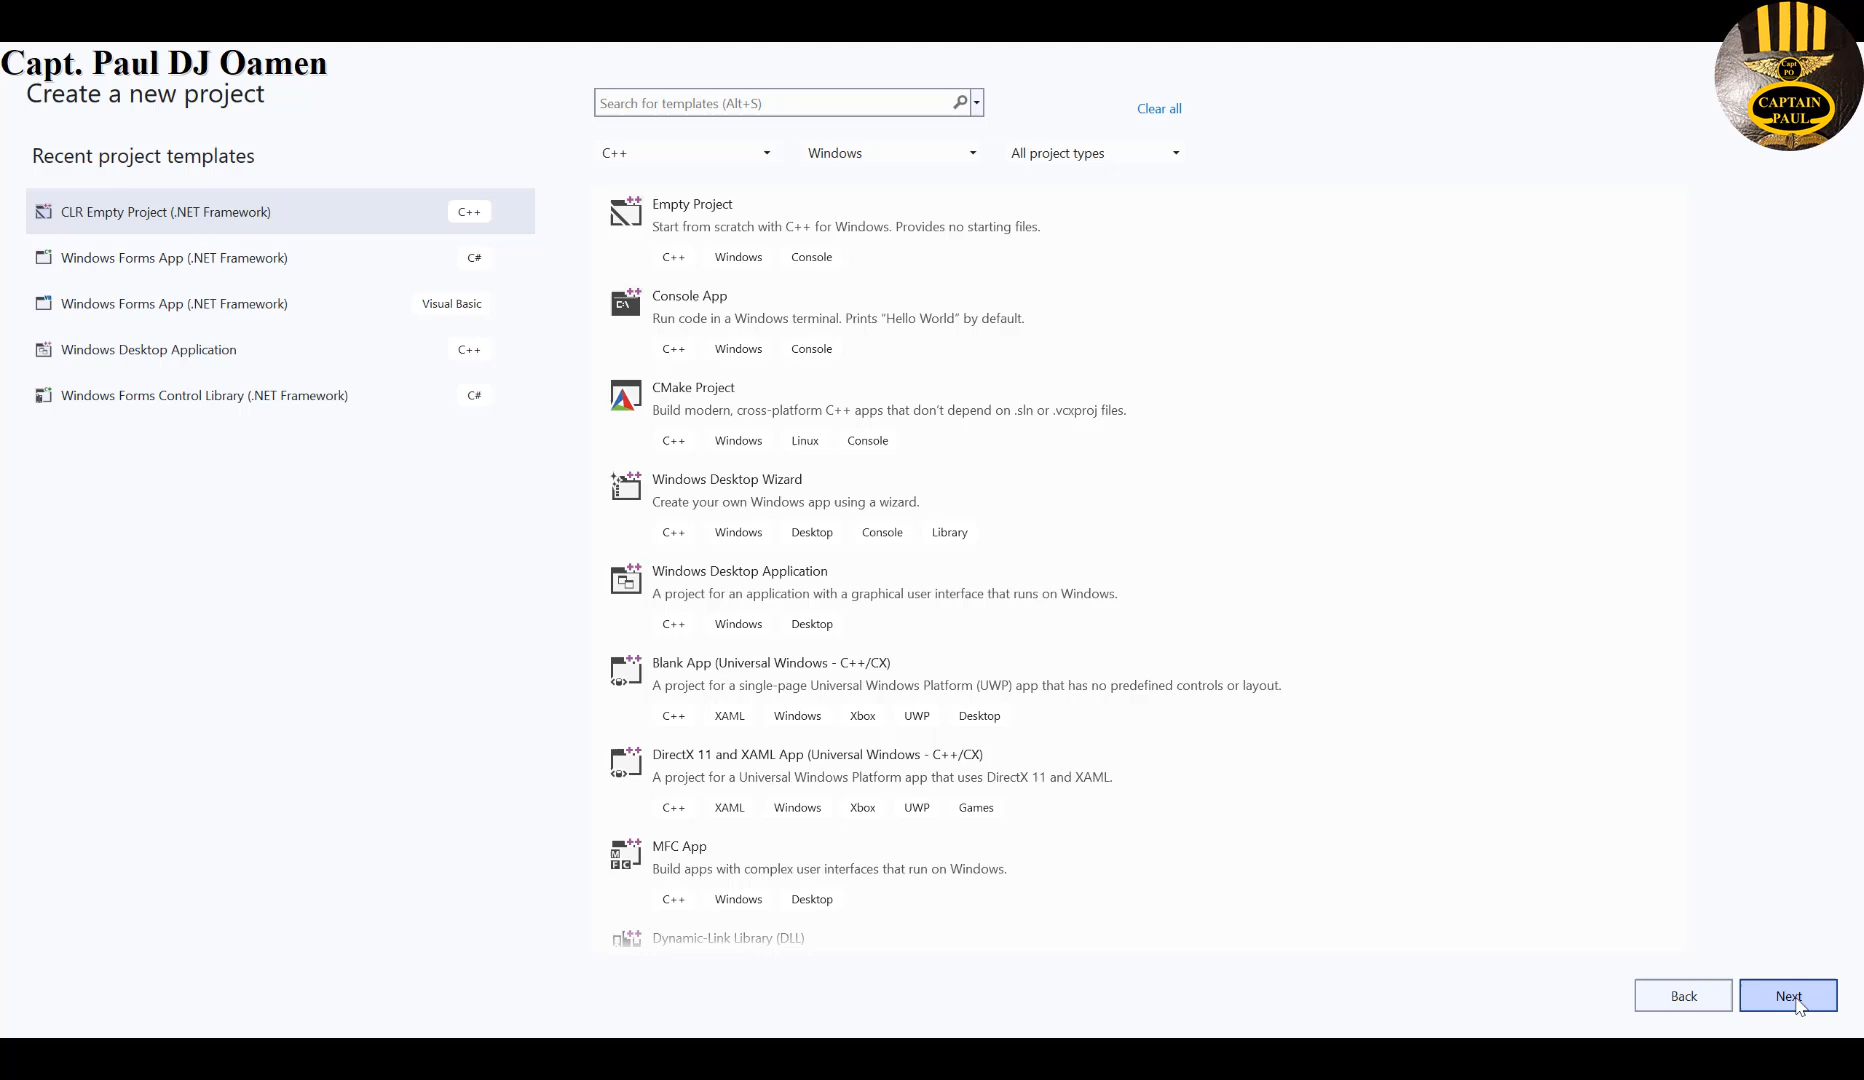 Capt. Paul DJ Oamen
Create a new project
Recent project templates
CLR Empty Project (.NET Framework) C++
Windows Forms App (.NET Framework) C#
Windows Forms App (.NET Framework) Visual Basic
Windows Desktop Application C++
Windows Forms Control Library (.NET Framework) C#
Search for templates (Alt+S)
Clear all
C++ Windows All project types
Empty Project
Start from scratch with C++ for Windows. Provides no starting files.
C++ Windows Console
Console App
Run code in a Windows terminal. Prints “Hello World” by default.
C++ Windows Console
CMake Project
Build modern, cross-platform C++ apps that don’t depend on .sln or .vcxproj files.
C++ Windows Linux Console
Windows Desktop Wizard
Create your own Windows app using a wizard.
C++ Windows Desktop Console Library
Windows Desktop Application
A project for an application with a graphical user interface that runs on Windows.
C++ Windows Desktop
Blank App (Universal Windows - C++/CX)
A project for a single-page Universal Windows Platform (UWP) app that has no predefined controls or layout.
C++ XAML Windows Xbox UWP Desktop
DirectX 11 and XAML App (Universal Windows - C++/CX)
A project for a Universal Windows Platform app that uses DirectX 11 and XAML.
C++ XAML Windows Xbox UWP Games
MFC App
Build apps with complex user interfaces that run on Windows.
C++ Windows Desktop
Dynamic-Link Library (DLL)
Back Next
Capt
PO
CAPTAIN
PAUL